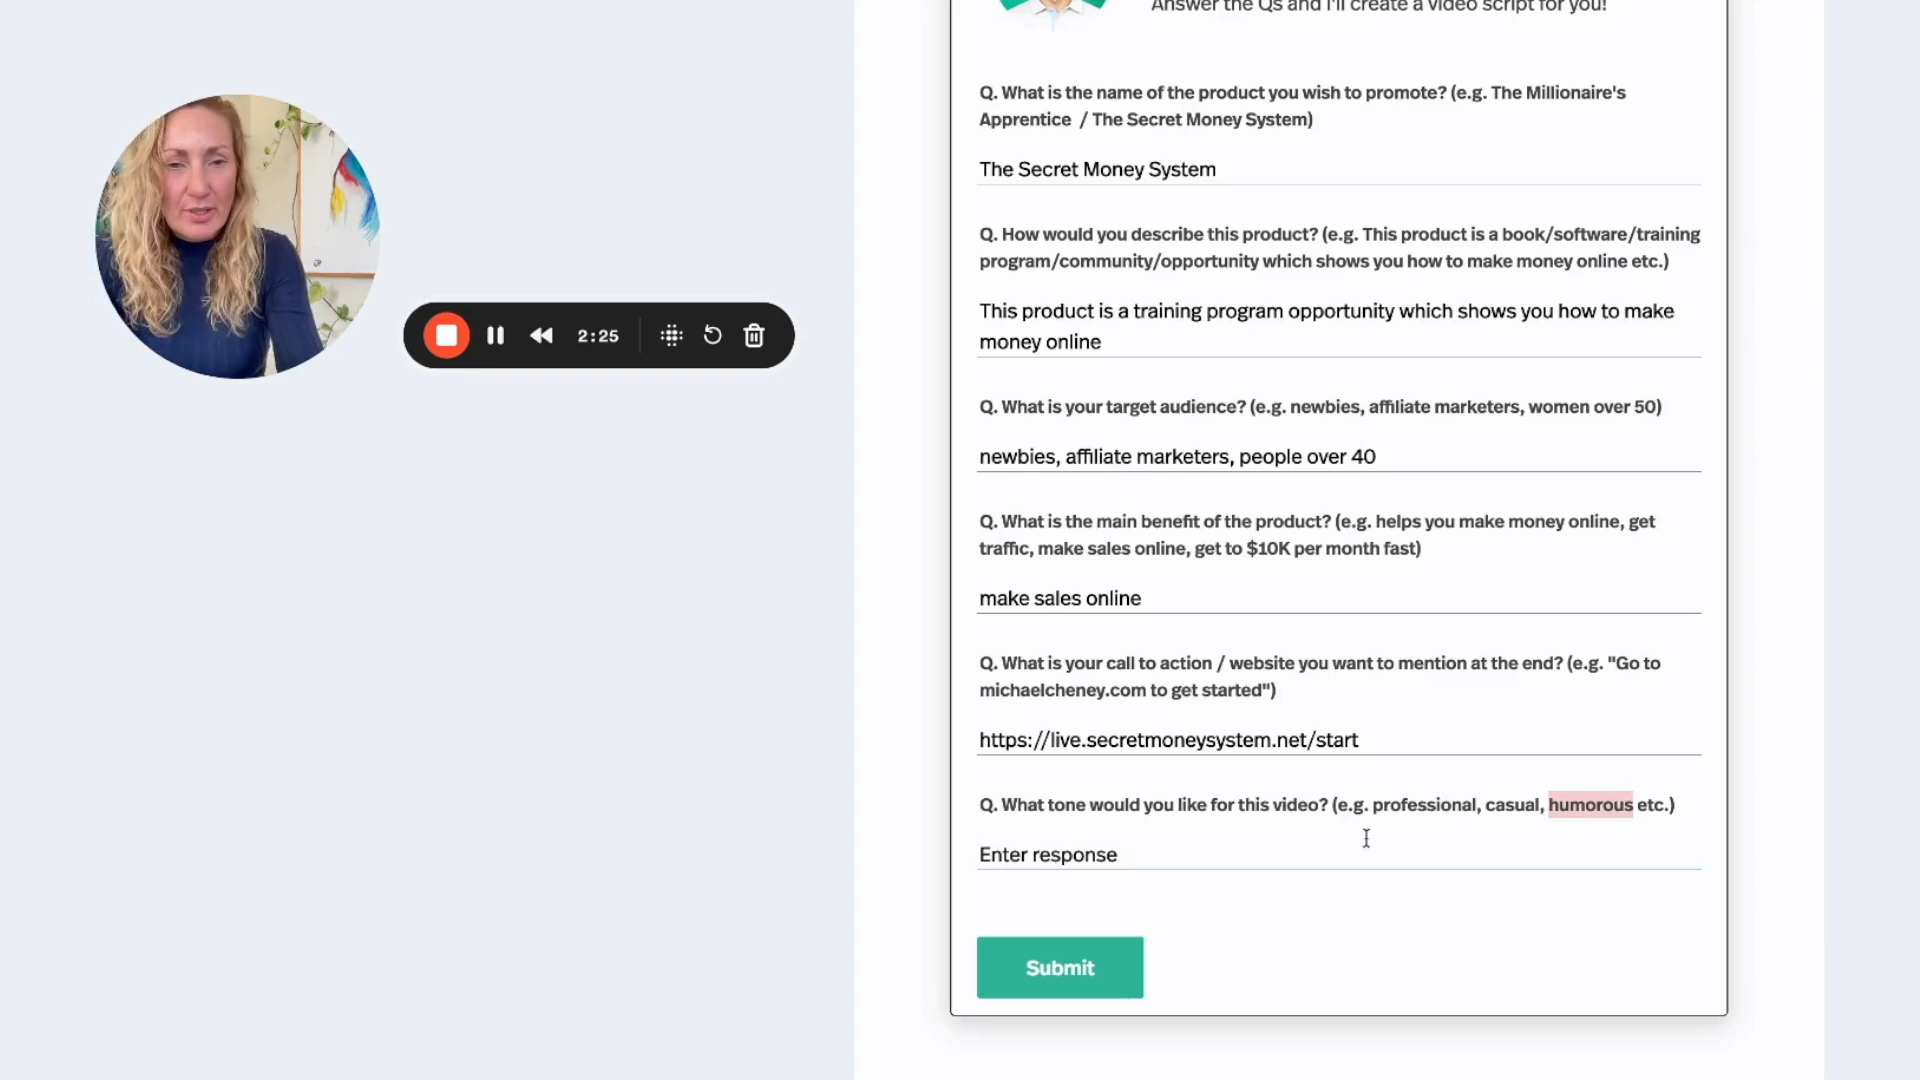 Answer the Qs and I'll create a video script for you!
Q. What is the name of the product you wish to promote? (e.g. The Millionaire's
Apprentice / The Secret Money System)
The Secret Money System
Q. How would you describe this product? (e.g. This product is a book/software/training
program/community/opportunity which shows you how to make money online etc.)
This product is a training program opportunity which shows you how to make
money online
Q. What is your target audience? (e.g. newbies, affiliate marketers, women over 50)
newbies, affiliate marketers, people over 40
2:25
Q. What is the main benefit of the product? (e.g. helps you make money online, get
traffic, make sales online, get to $10K per month fast)
make sales online
Q. What is your call to action / website you want to mention at the end? (e.g. "Go to
michaelcheney.com to get started")
https://live.secretmoneysystem.net/start
Q. What tone would you like for this video? (e.g. professional, casual, humorous etc.)
Enter response
Submit